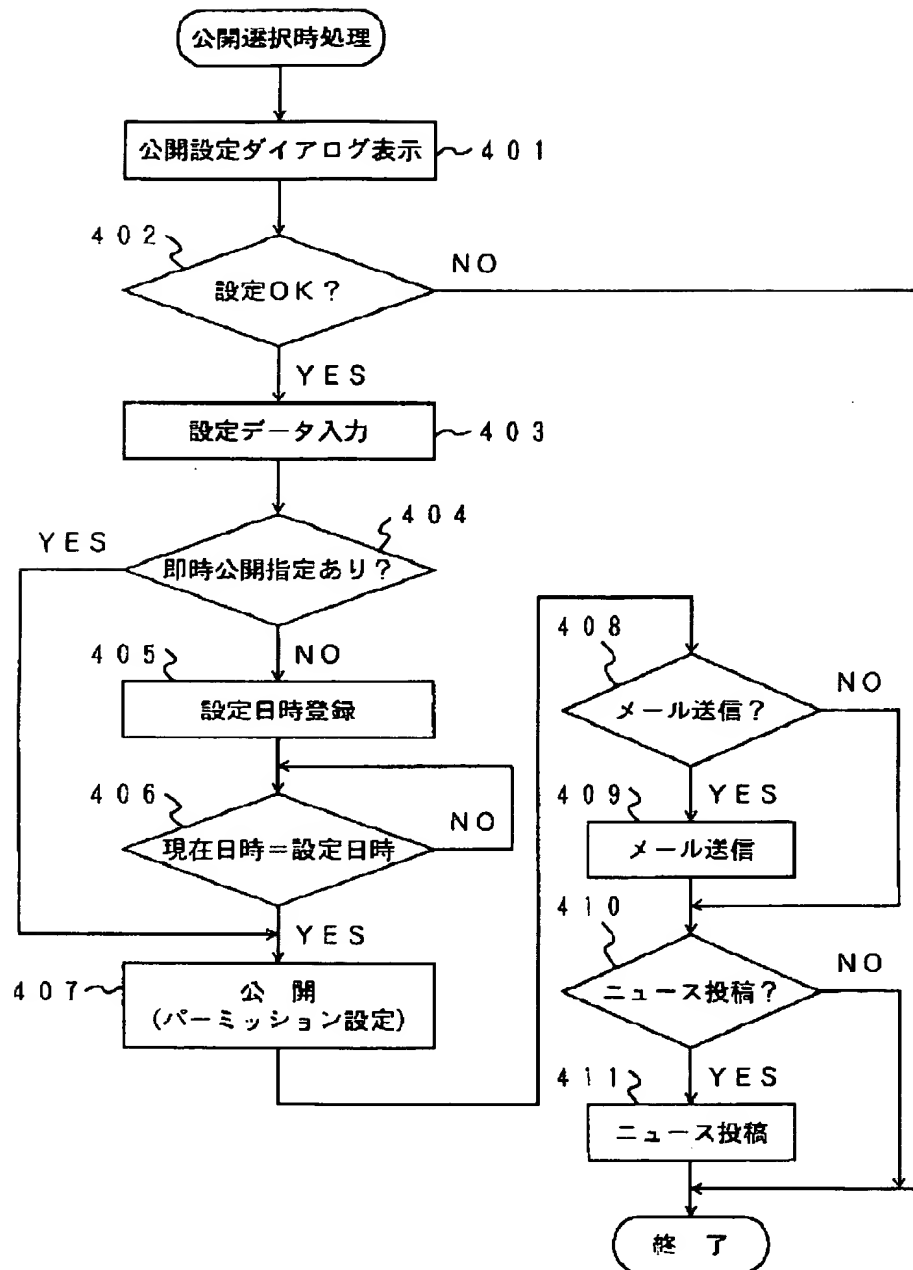 公開選択時処理
公開設定ダイアログ表示
401
402
設定OK?
NO
YES
設定データ入力
403
404
YES
即時公開指定あり?
NO
405
設定日時登録
406
現在日時=設定日時
NO
YES
407
公 開
(パーミッション設定)
408
メール送信?
NO
YES
409
メール送信
410
ニュース投稿?
NO
YES
411
ニュース投稿
終 了